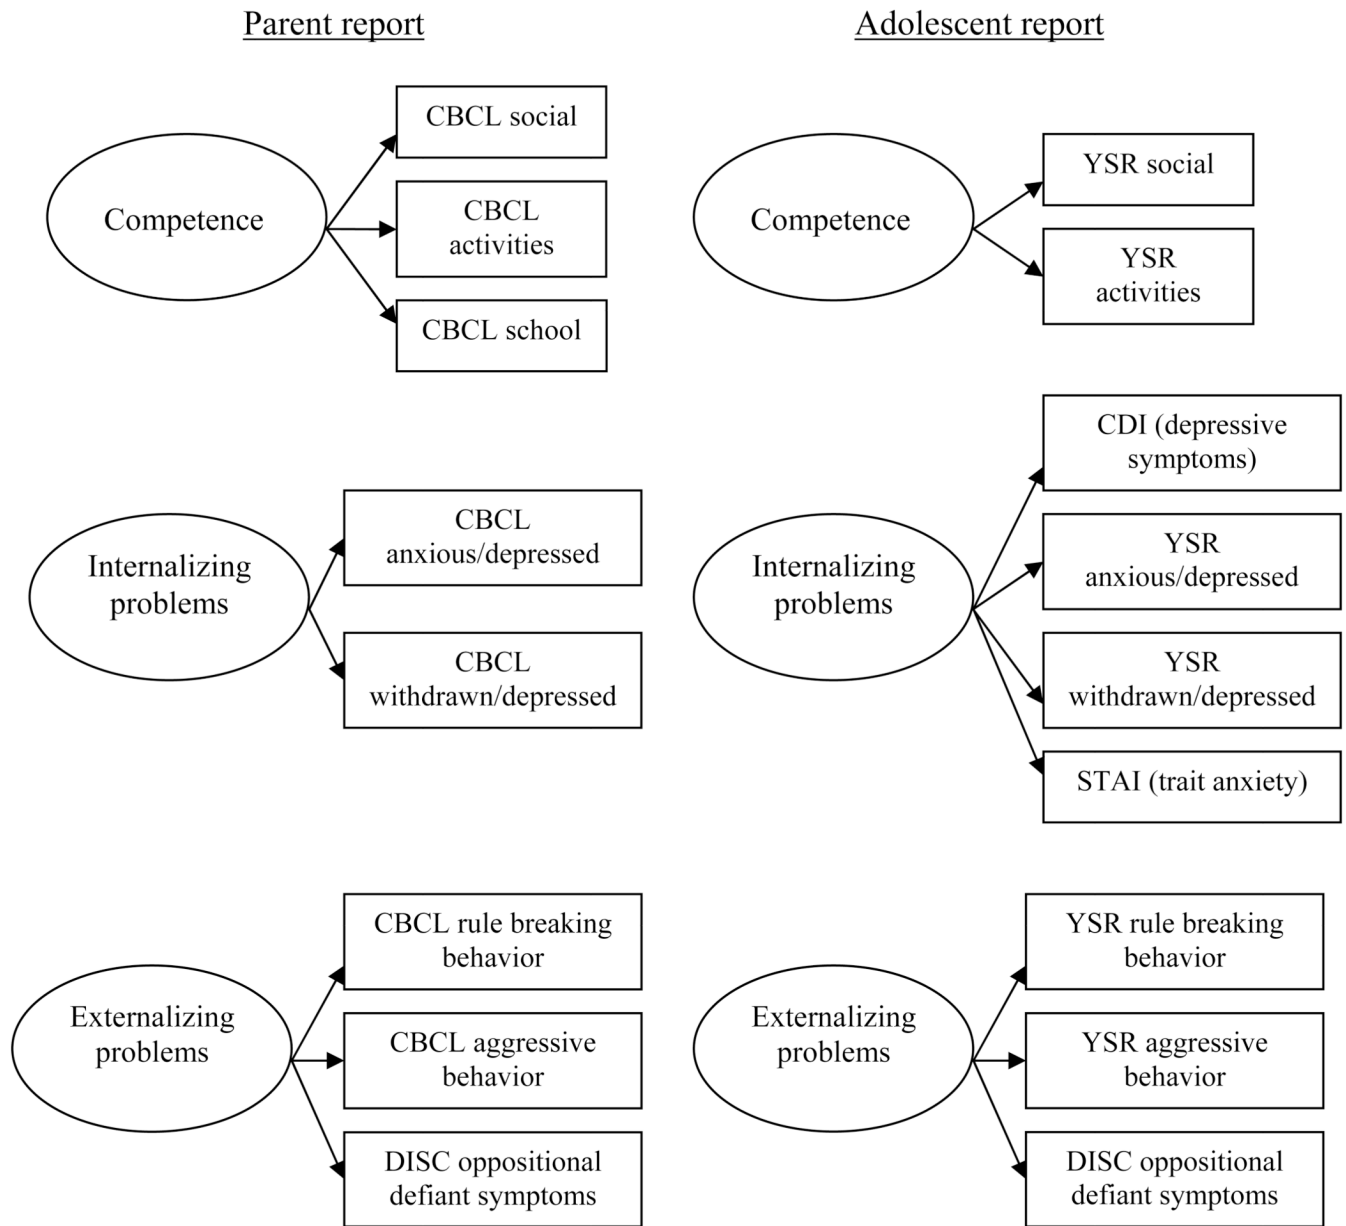 Parent report
Adolescent report
Competence
CBCL social
CBCL
activities
CBCL school
Competence
YSR social
YSR
activities
Internalizing
problems
CBCL
anxious/depressed
CBCL
withdrawn/depressed
Internalizing
problems
CDI (depressive
symptoms)
YSR
anxious/depressed
YSR
withdrawn/depressed
STAI (trait anxiety)
Externalizing
problems
CBCL rule breaking
behavior
CBCL aggressive
behavior
DISC oppositional
defiant symptoms
Externalizing
problems
YSR rule breaking
behavior
YSR aggressive
behavior
DISC oppositional
defiant symptoms